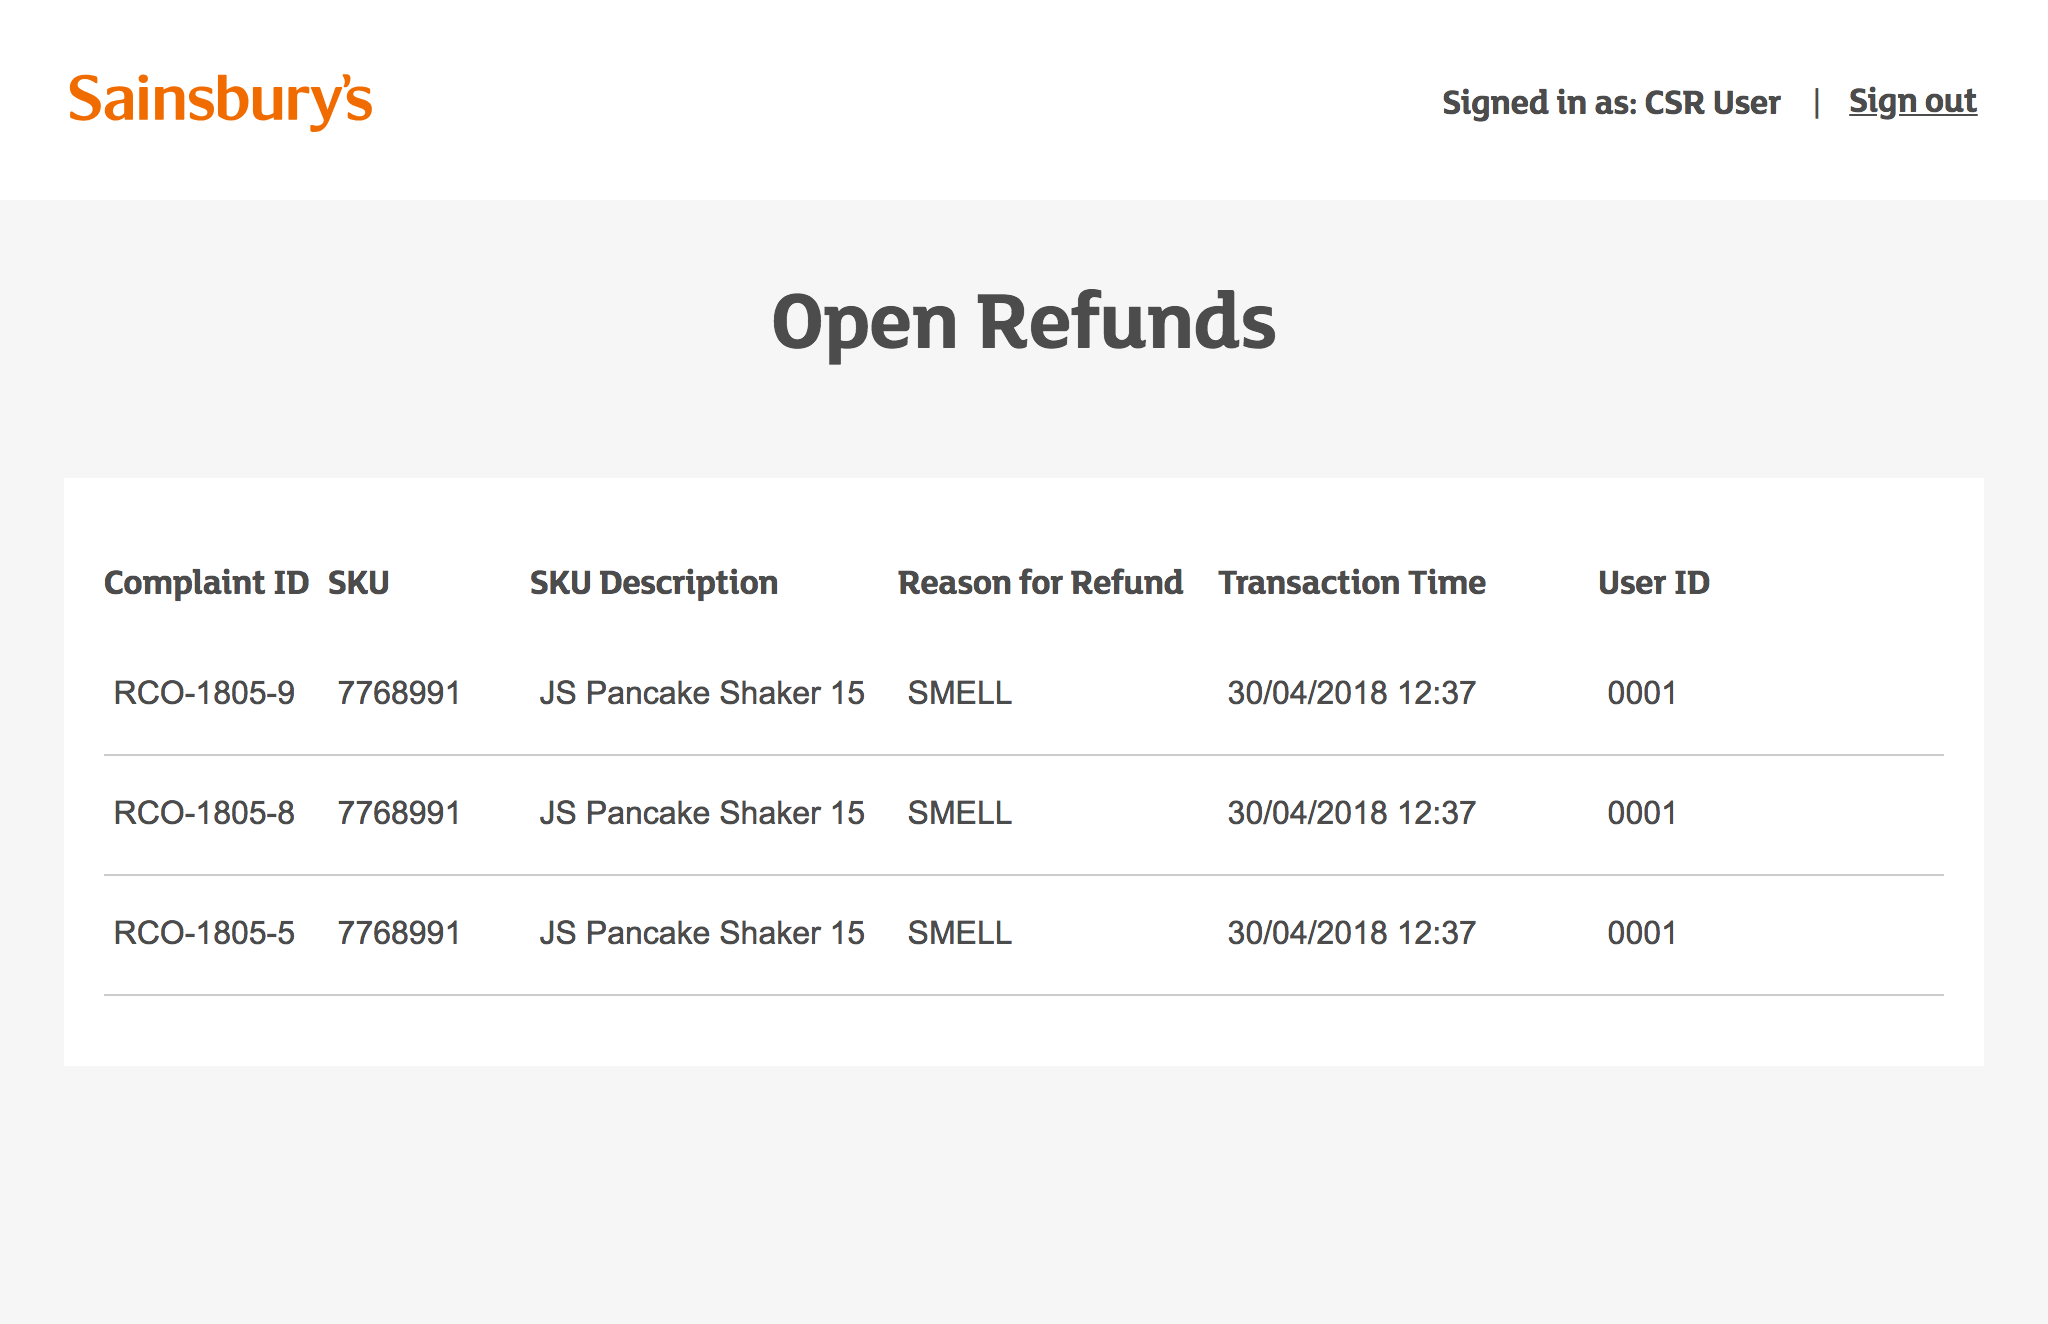 Sainsbury's
Signed in as: CSR User | Sign out
Open Refunds
Complaint ID SKU SKU Description Reason for Refund Transaction Time User ID
RCO-1805-9 7768991 JS Pancake Shaker 15 SMELL 30/04/2018 12:37 0001
RCO-1805-8 7768991 JS Pancake Shaker 15 SMELL 30/04/2018 12:37 0001
RCO-1805-5 7768991 JS Pancake Shaker 15 SMELL 30/04/2018 12:37 0001